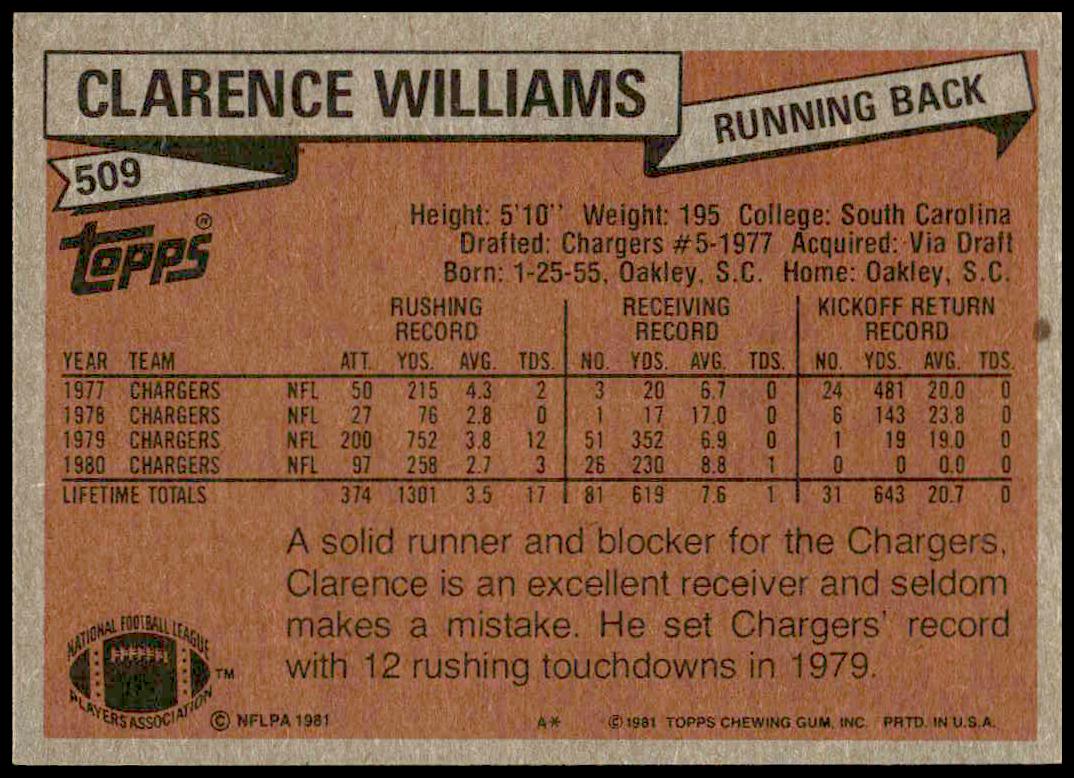 CLARENCE WILLIAMS
RUNNING BACK
509
TOPPS®
Height: 5'10'' Weight: 195 College: South Carolina
Drafted: Chargers #5-1977 Acquired: Via Draft
Born: 1-25-55, Oakley, S.C. Home: Oakley, S.C.
RUSHING RECORD RECEIVING RECORD KICKOFF RETURN RECORD
YEAR TEAM ATT. YDS. AVG. TDS. NO. YDS. AVG. TDS. NO. YDS. AVG. TDS.
1977 CHARGERS NFL 50 215 4.3 2 3 20 6.7 0 24 481 20.0 0
1978 CHARGERS NFL 27 76 2.8 0 1 17 17.0 0 6 143 23.8 0
1979 CHARGERS NFL 200 752 3.8 12 51 352 6.9 0 1 19 19.0 0
1980 CHARGERS NFL 97 258 2.7 3 26 230 8.8 1 0 0 0.0 0
LIFETIME TOTALS 374 1301 3.5 17 81 619 7.6 1 31 643 20.7 0
A solid runner and blocker for the Chargers,
Clarence is an excellent receiver and seldom
makes a mistake. He set Chargers' record
with 12 rushing touchdowns in 1979.
NATIONAL FOOTBALL LEAGUE
PLAYERS ASSOCIATION
™
© NFLPA 1981 A* © 1981 TOPPS CHEWING GUM, INC. PRTD. IN U.S.A.